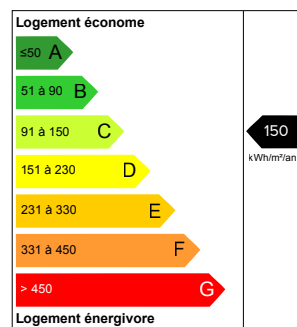 Logement économe
≤50 A
51 à 90 B
91 à 150 C
150
kWh/m²/an
151 à 230 D
231 à 330 E
331 à 450 F
> 450 G
Logement énergivore